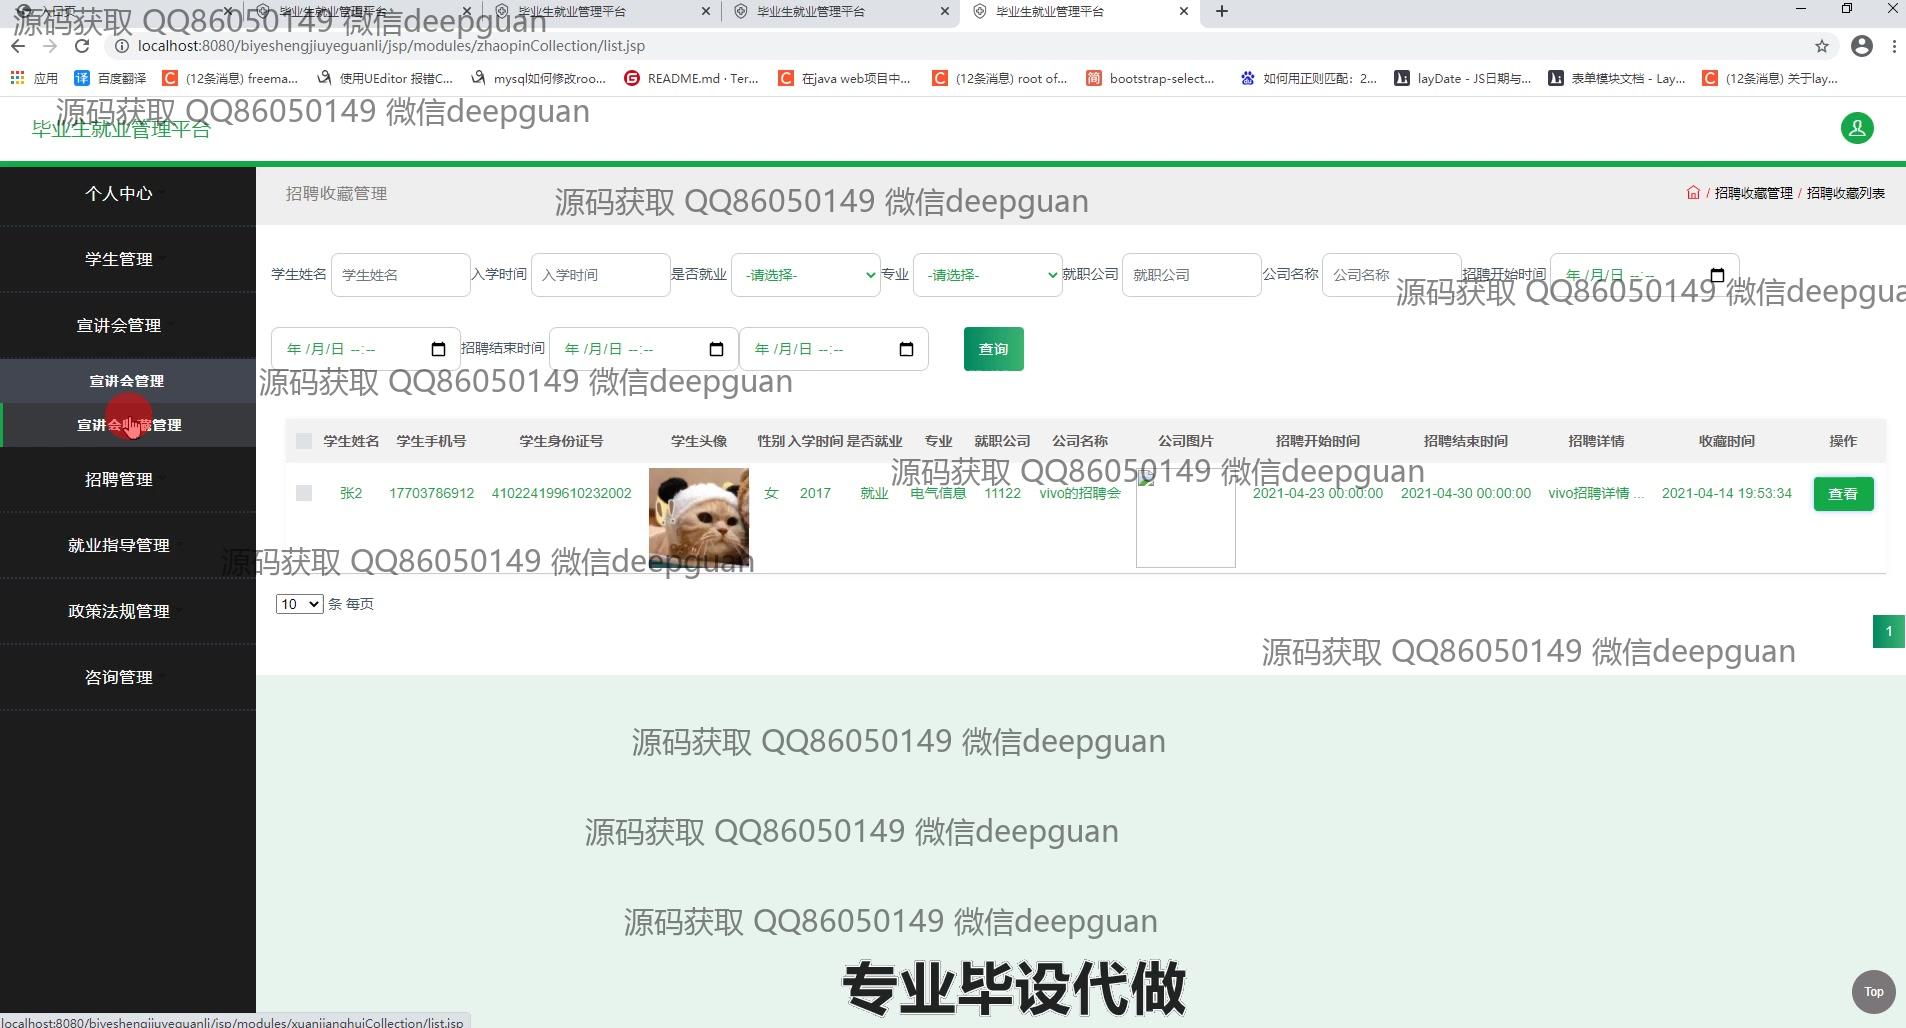 毕业生就业管理平台
毕业生就业管理平台
毕业生就业管理平台
毕业生就业管理平台
源码获取 QQ86050149 微信deepguan
localhost:8080/biyeshengjiuyeguanli/jsp/modules/zhaopinCollection/list.jsp
应用
百度翻译
(12条消息) freema...
使用UEditor 报错C...
mysql如何修改roo...
README.md · Ter...
在java web项目中...
(12条消息) root of...
bootstrap-select...
如何用正则匹配：2...
layDate - JS日期与...
表单模块文档 - Lay...
(12条消息) 关于lay...
源码获取 QQ86050149 微信deepguan
毕业生就业管理平台
个人中心
学生管理
宣讲会管理
宣讲会管理
宣讲会收藏管理
招聘管理
就业指导管理
政策法规管理
咨询管理
招聘收藏管理
源码获取 QQ86050149 微信deepguan
/ 招聘收藏管理 / 招聘收藏列表
学生姓名 学生姓名 入学时间 入学时间 是否就业 -请选择- 专业 -请选择- 就职公司 就职公司 公司名称 公司名称 招聘开始时间 年 /月/日 --:--
源码获取 QQ86050149 微信deepgua
年 /月/日 --:-- 招聘结束时间 年 /月/日 --:-- 年 /月/日 --:-- 查询
源码获取 QQ86050149 微信deepguan
学生姓名 学生手机号 学生身份证号 学生头像 性别 入学时间 是否就业 专业 就职公司 公司名称 公司图片 招聘开始时间 招聘结束时间 招聘详情 收藏时间 操作
源码获取 QQ86050149 微信deepguan
张2 17703786912 410224199610232002 女 2017 就业 电气信息 11122 vivo的招聘会 2021-04-23 00:00:00 2021-04-30 00:00:00 vivo招聘详情 ... 2021-04-14 19:53:34 查看
源码获取 QQ86050149 微信deepguan
10 条 每页
1
源码获取 QQ86050149 微信deepguan
源码获取 QQ86050149 微信deepguan
源码获取 QQ86050149 微信deepguan
源码获取 QQ86050149 微信deepguan
专业毕设代做
Top
localhost:8080/biyeshengjiuyeguanli/jsp/modules/xuanjianghuiCollection/list.jsp